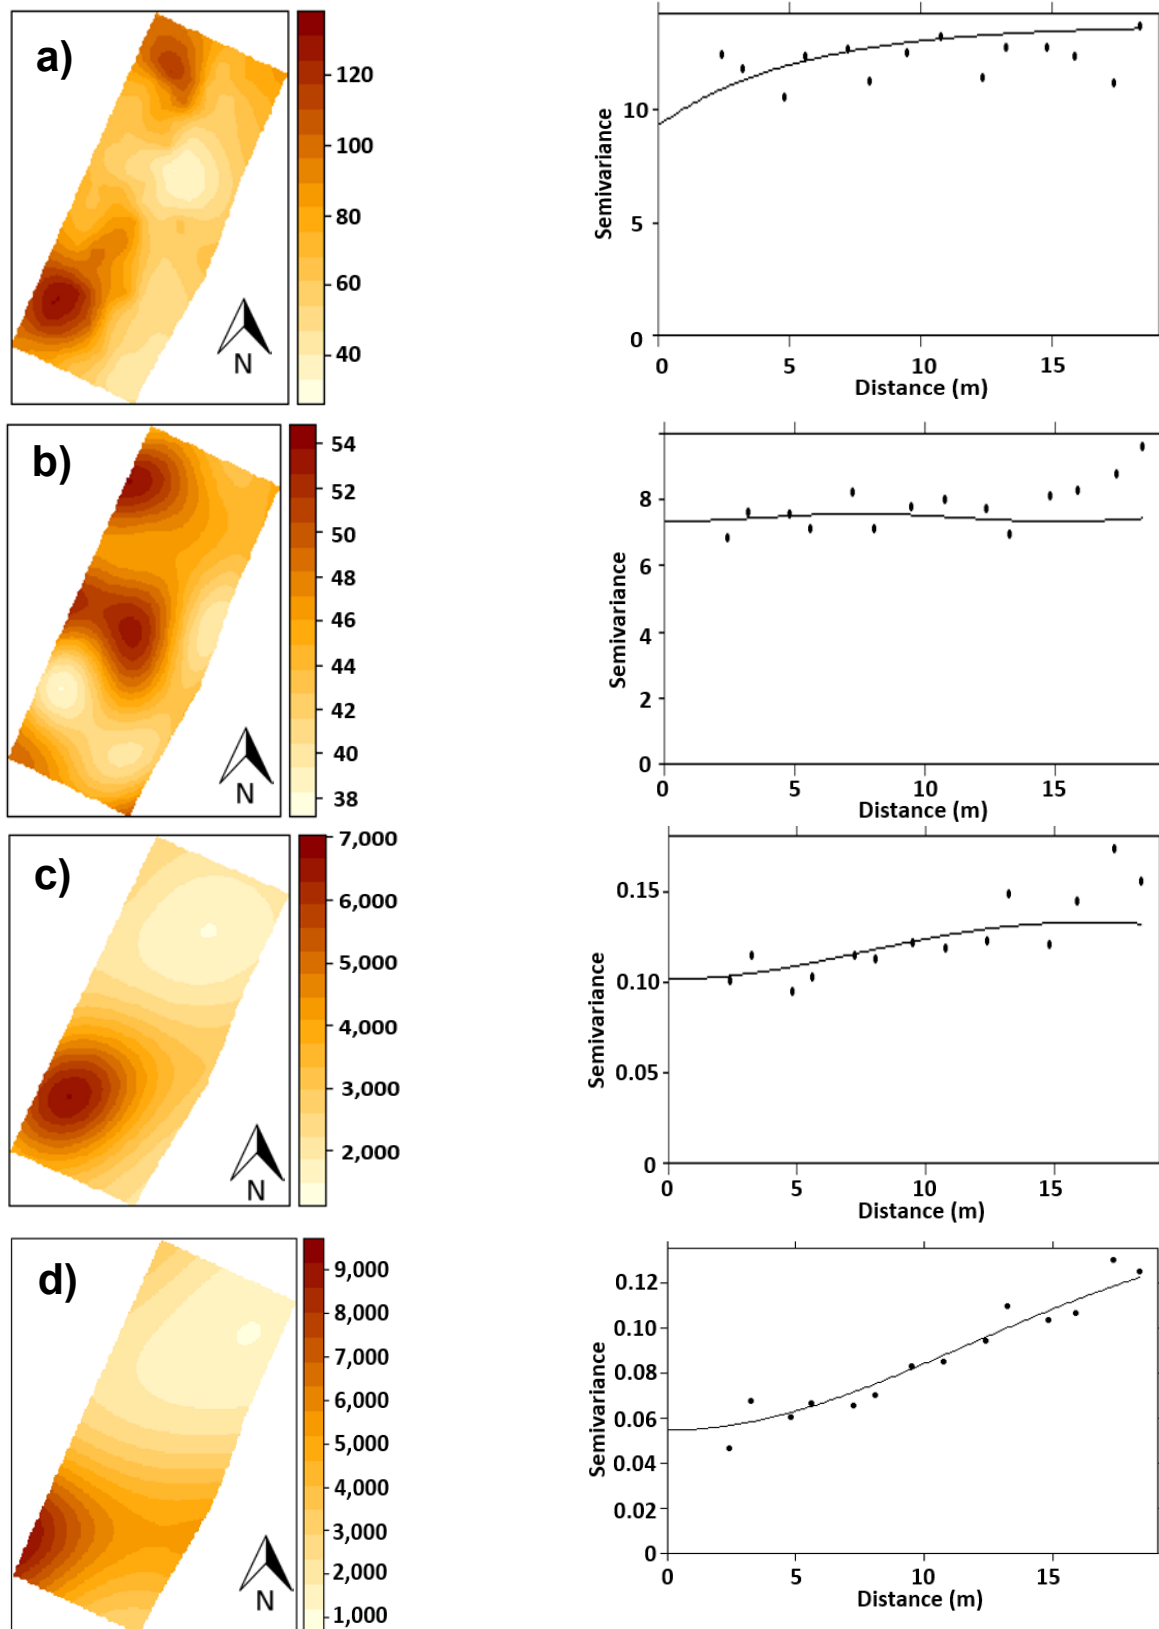 a)
120
100
80
60
40
N
Semivariance
10
5
0
0 5 10 15
Distance (m)
b)
54
52
50
48
46
44
42
40
38
N
Semivariance
8
6
4
2
0
0 5 10 15
Distance (m)
c)
7,000
6,000
5,000
4,000
3,000
2,000
N
Semivariance
0.15
0.10
0.05
0
0 5 10 15
Distance (m)
d)
9,000
8,000
7,000
6,000
5,000
4,000
3,000
2,000
1,000
N
Semivariance
0.12
0.10
0.08
0.06
0.04
0.02
0
0 5 10 15
Distance (m)